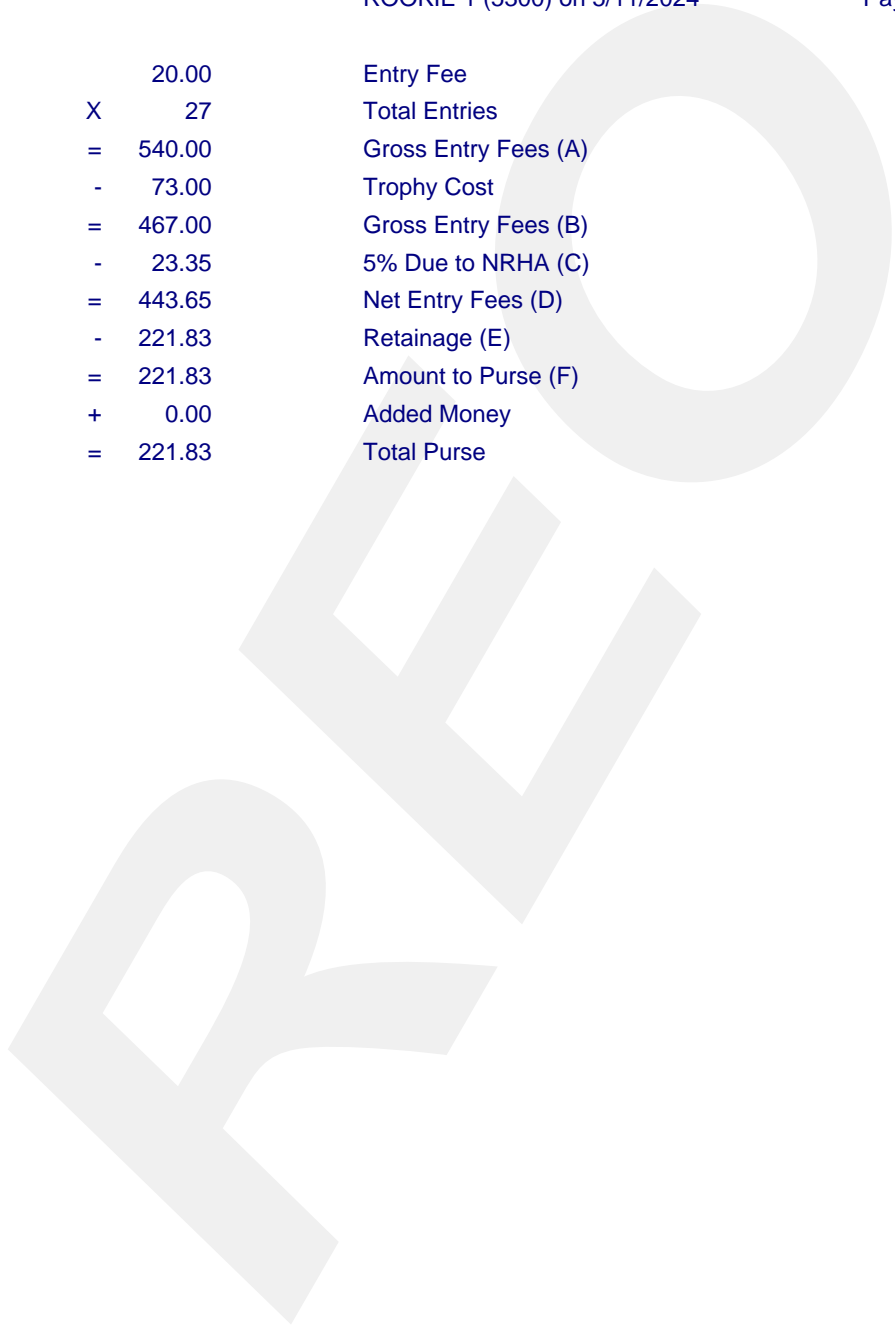 20.00 Entry Fee
X 27 Total Entries
= 540.00 Gross Entry Fees (A)
- 73.00 Trophy Cost
= 467.00 Gross Entry Fees (B)
- 23.35 5% Due to NRHA (C)
= 443.65 Net Entry Fees (D)
- 221.83 Retainage (E)
= 221.83 Amount to Purse (F)
+ 0.00 Added Money
= 221.83 Total Purse
REO